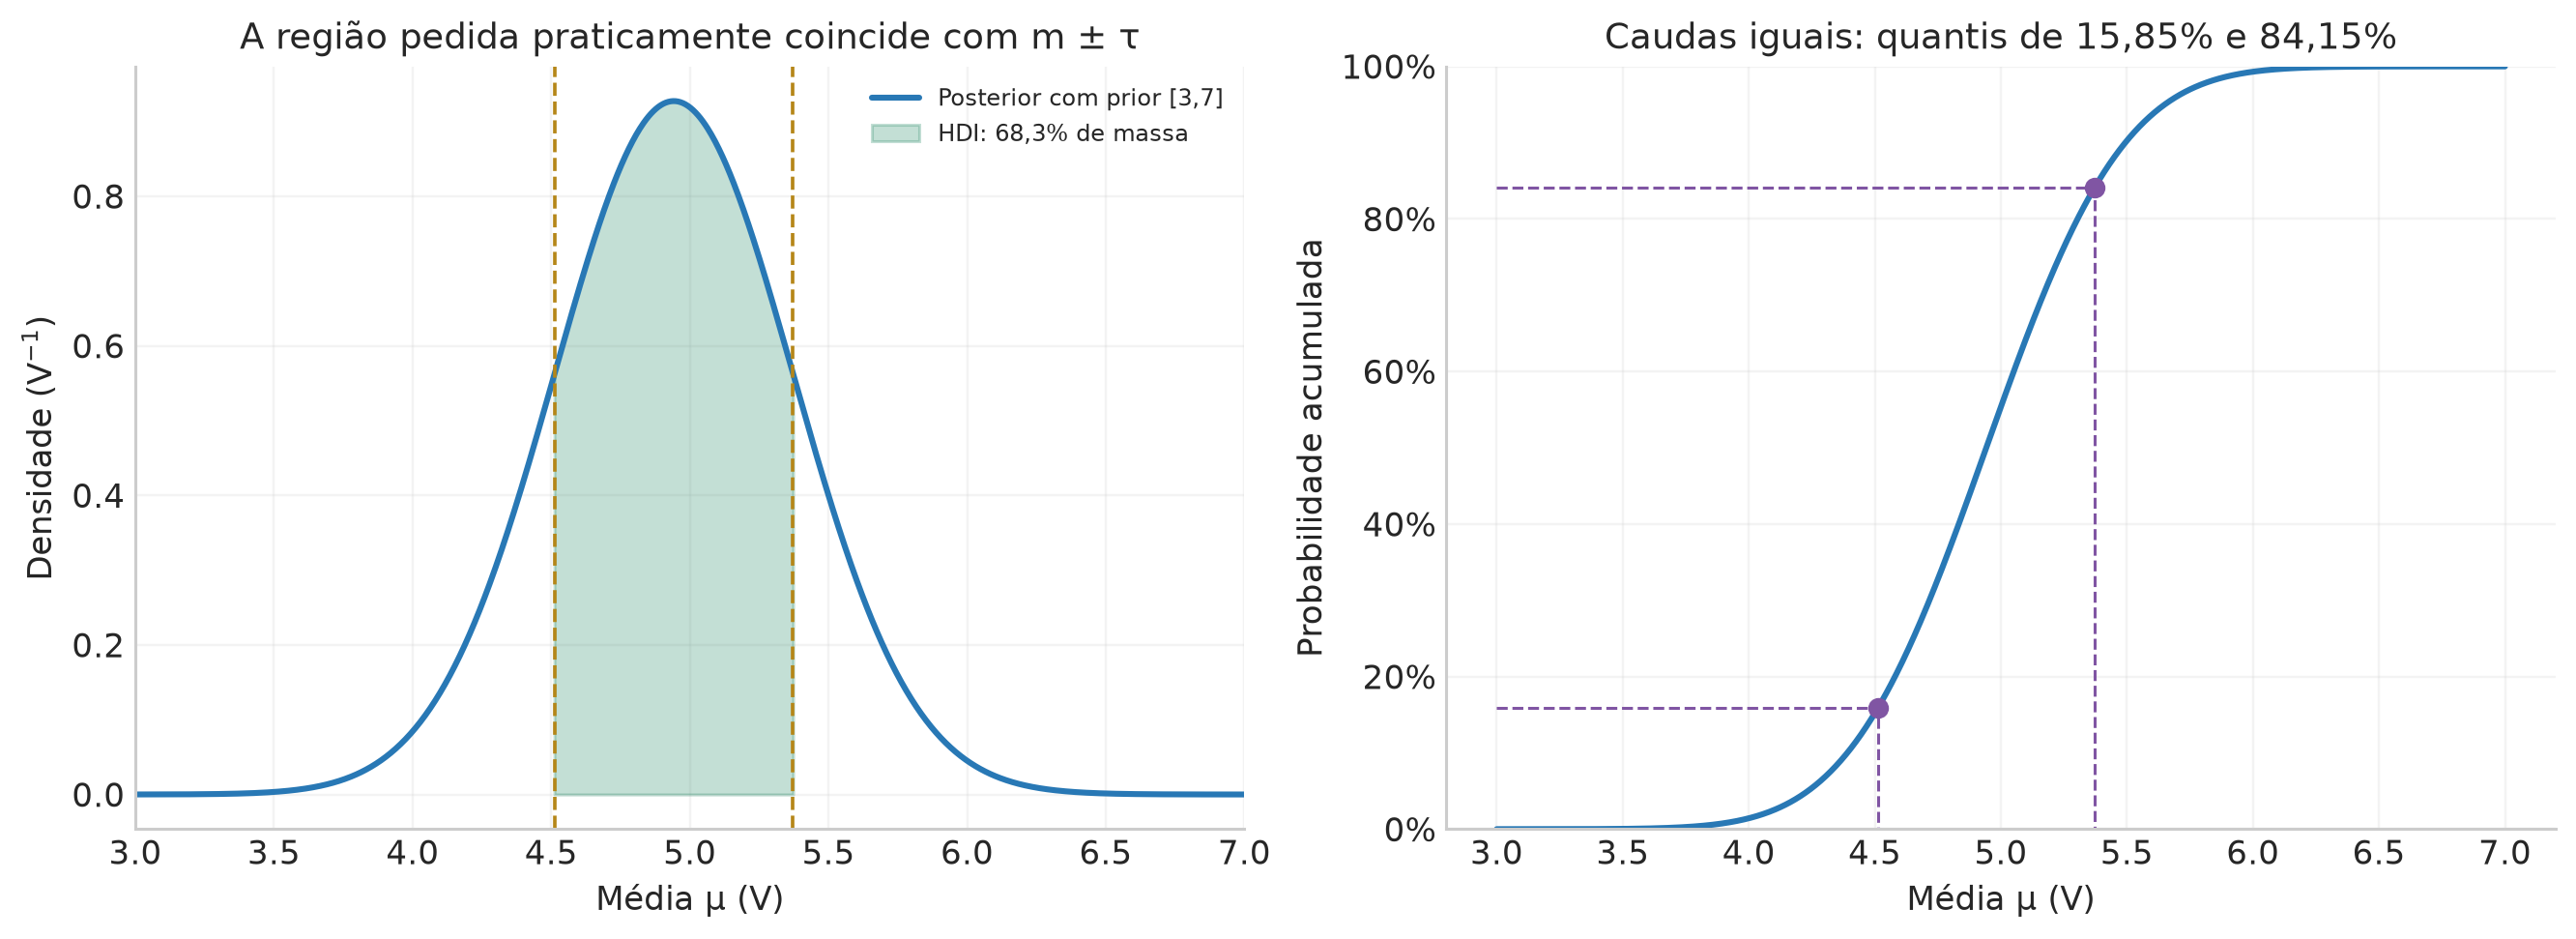 A região pedida praticamente coincide com m ± τ
Posterior com prior [3,7]
HDI: 68,3% de massa
Densidade (V⁻¹)
0.8
0.6
0.4
0.2
0.0
3.0 3.5 4.0 4.5 5.0 5.5 6.0 6.5 7.0
Média μ (V)
Caudas iguais: quantis de 15,85% e 84,15%
Probabilidade acumulada
100%
80%
60%
40%
20%
0%
3.0 3.5 4.0 4.5 5.0 5.5 6.0 6.5 7.0
Média μ (V)